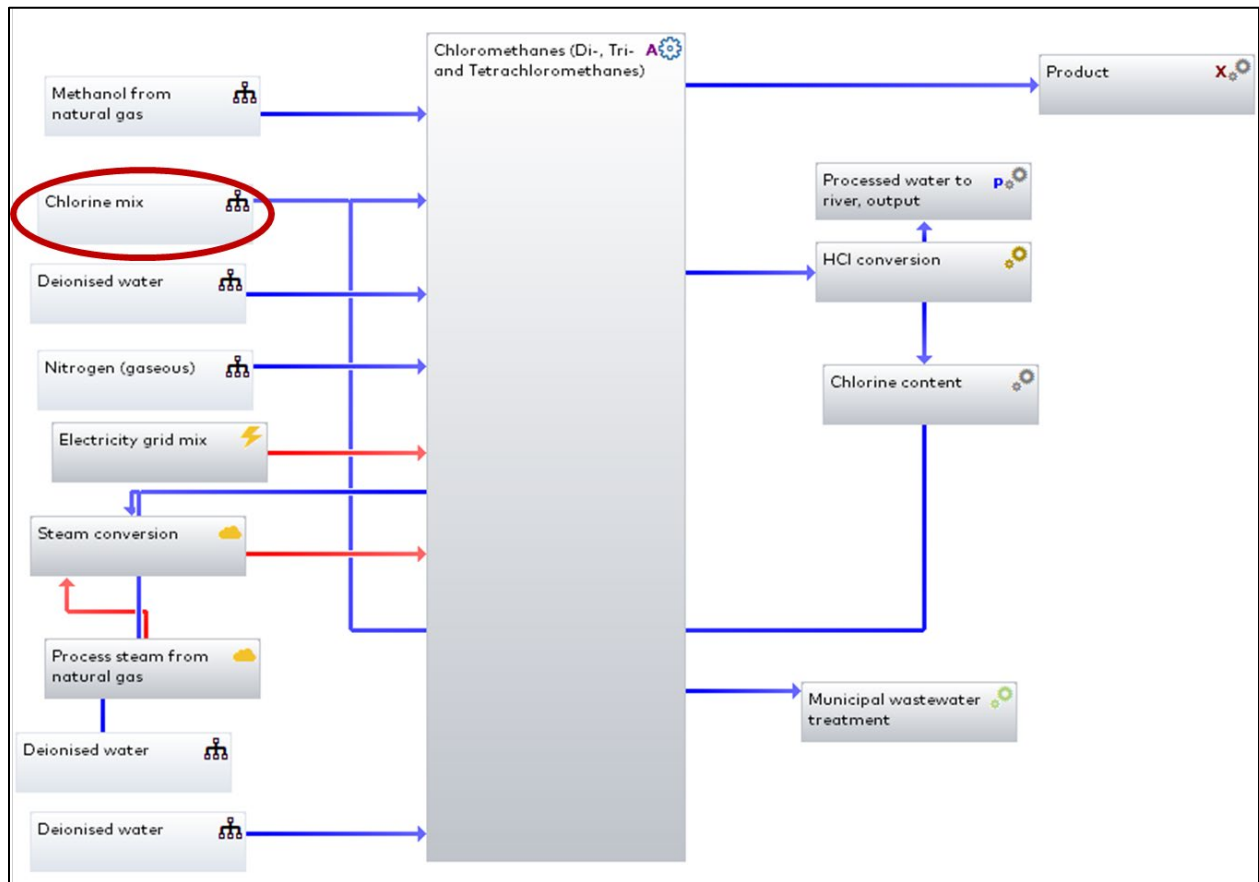 Methanol from
natural gas
Chlorine mix
Deionised water
Nitrogen (gaseous)
Electricity grid mix
Steam conversion
Process steam from
natural gas
Deionised water
Deionised water
Chloromethanes (Di-, Tri- A
and Tetrachloromethanes)
Product X
Processed water to p
river, output
HCl conversion
Chlorine content
Municipal wastewater
treatment